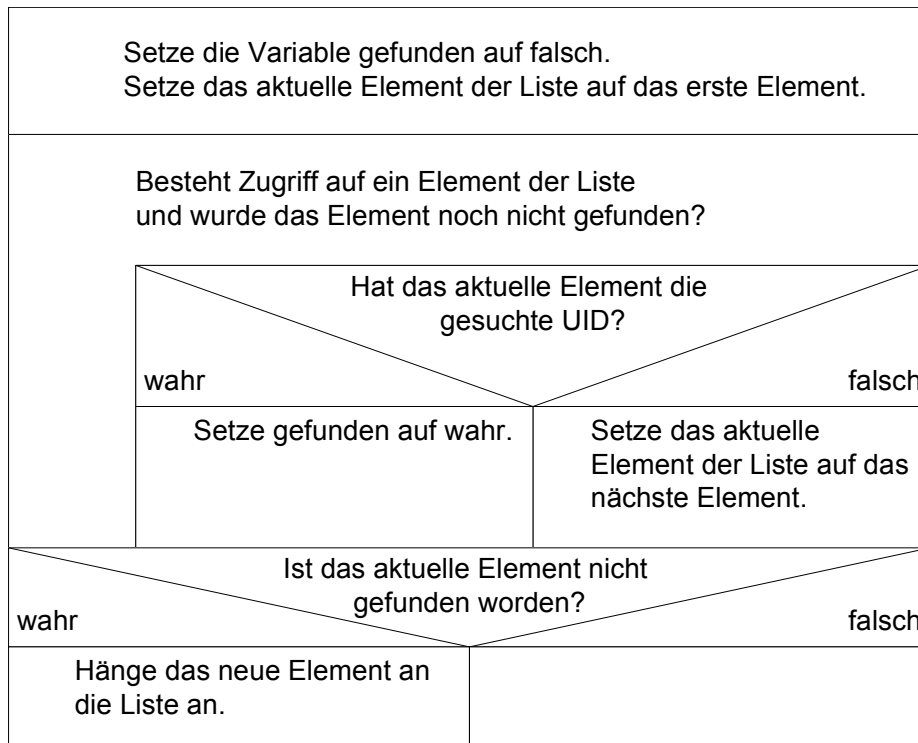 Setze die Variable gefunden auf falsch.
Setze das aktuelle Element der Liste auf das erste Element.
Besteht Zugriff auf ein Element der Liste
und wurde das Element noch nicht gefunden?
Hat das aktuelle Element die
gesuchte UID?
wahr
falsch
Setze gefunden auf wahr.
Setze das aktuelle
Element der Liste auf das
nächste Element.
Ist das aktuelle Element nicht
gefunden worden?
wahr
falsch
Hänge das neue Element an
die Liste an.